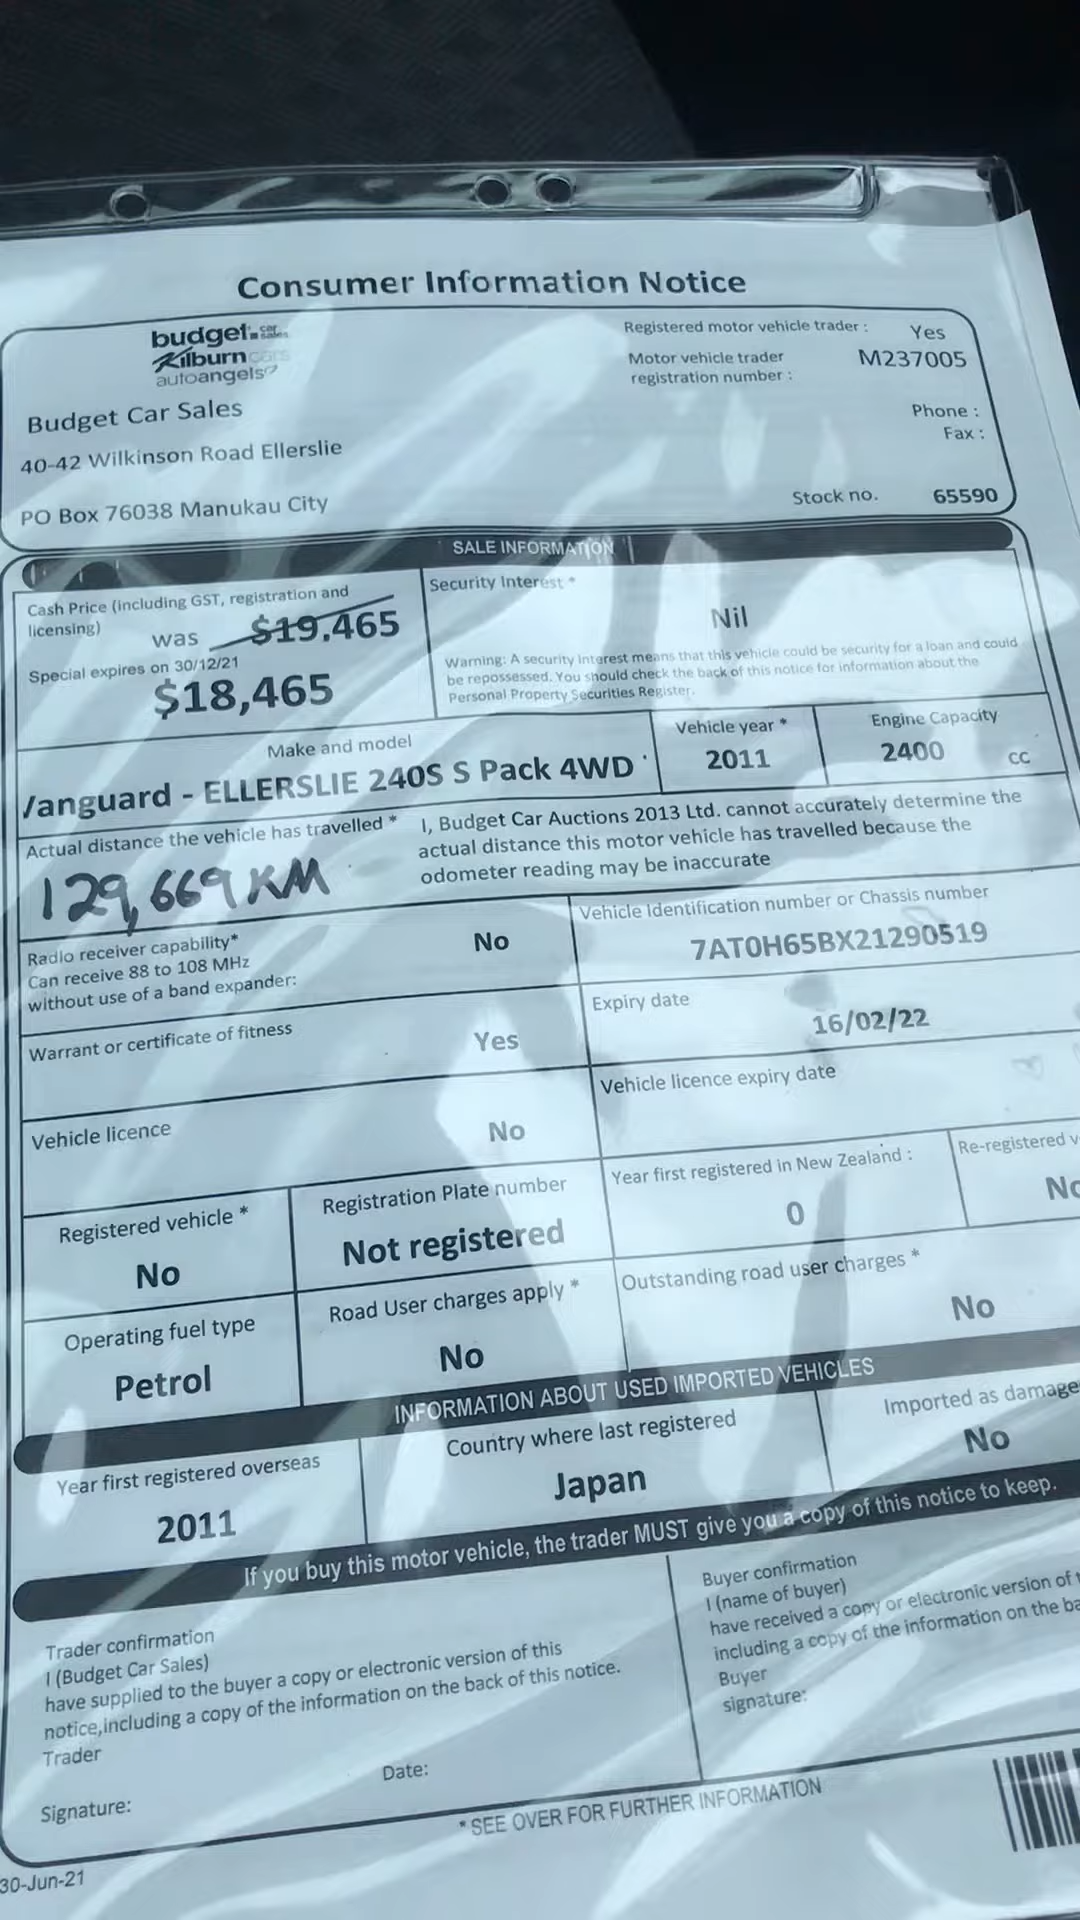 Consumer Information Notice
budget car sales
Kilburn cars
autoangels
Registered motor vehicle trader : Yes
Motor vehicle trader
registration number :
M237005
Budget Car Sales
40-42 Wilkinson Road Ellerslie
PO Box 76038 Manukau City
Phone :
Fax :
Stock no. 65590
SALE INFORMATION
Cash Price (including GST, registration and
licensing)
was $19,465
Special expires on 30/12/21
$18,465
Security Interest *
Nil
Warning: A security interest means that this vehicle could be security for a loan and could
be repossessed. You should check the back of this notice for information about the
Personal Property Securities Register.
Make and model
Vanguard - ELLERSLIE 240S S Pack 4WD
Vehicle year *
2011
Engine Capacity
2400 cc
Actual distance the vehicle has travelled *
129,669 KM
I, Budget Car Auctions 2013 Ltd. cannot accurately determine the
actual distance this motor vehicle has travelled because the
odometer reading may be inaccurate
Radio receiver capability*
Can receive 88 to 108 MHz
without use of a band expander:
No
Vehicle Identification number or Chassis number
7AT0H65BX21290519
Warrant or certificate of fitness
Yes
Expiry date
16/02/22
Vehicle licence
No
Vehicle licence expiry date
Registered vehicle *
No
Registration Plate number
Not registered
Year first registered in New Zealand :
0
Re-registered
Operating fuel type
Petrol
Road User charges apply *
No
Outstanding road user charges *
No
INFORMATION ABOUT USED IMPORTED VEHICLES
Year first registered overseas
2011
Country where last registered
Japan
Imported as damage
No
If you buy this motor vehicle, the trader MUST give you a copy of this notice to keep.
Trader confirmation
I (Budget Car Sales)
have supplied to the buyer a copy or electronic version of this
notice,including a copy of the information on the back of this notice.
Trader
Signature:
Date:
Buyer confirmation
I (name of buyer)
have received a copy or electronic version of
including a copy of the information on the
Buyer
signature:
* SEE OVER FOR FURTHER INFORMATION
30-Jun-21